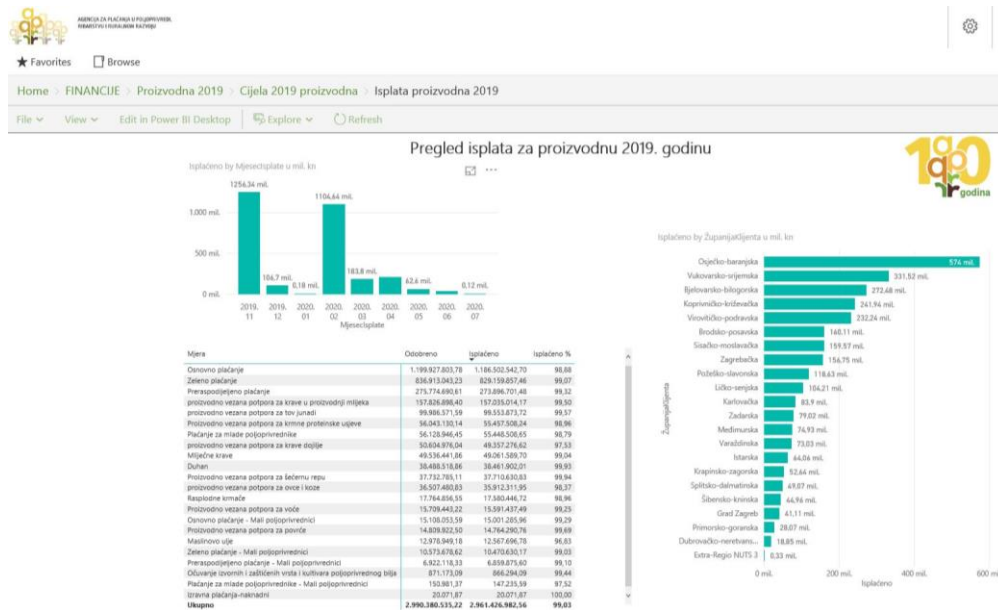 AGENCIJA ZA PLAĆANJA U POLJOPRIVREDI,
RIBARSTVU I RURALNOM RAZVOJU
Favorites Browse
Home > FINANCIJE > Proizvodna 2019 > Cijela 2019 proizvodna > Isplata proizvodna 2019
File View Edit in Power BI Desktop Explore Refresh
Pregled isplata za proizvodnu 2019. godinu
godina
Isplaćeno by MjesecIsplate u mil. kn
1256,34 mil.
1104,64 mil.
1.000 mil.
500 mil.
106,7 mil.
0,18 mil.
183,8 mil.
62,6 mil.
0,12 mil.
0 mil.
2019. 2019. 2020. 2020. 2020. 2020. 2020. 2020. 2020.
11 12 01 02 03 04 05 06 07
MjesecIsplate
Mjera Odobreno Isplaćeno Isplaćeno %
Osnovno plaćanje 1.199.927.803,78 1.186.502.542,70 98,88
Zeleno plaćanje 836.913.043,23 829.159.857,46 99,07
Preraspodijeljeno plaćanje 275.774.690,61 273.896.701,48 99,32
proizvodno vezana potpora za krave u proizvodnji mlijeka 157.826.898,40 157.035.014,17 99,50
proizvodno vezana potpora za tov junadi 99.986.571,59 99.553.873,72 99,57
Proizvodno vezana potpora za krmne proteinske usjeve 56.043.130,14 55.457.508,24 98,96
Plaćanje za mlade poljoprivrednike 56.128.946,45 55.448.508,65 98,79
proizvodno vezana potpora za krave dojilje 50.604.976,04 49.357.276,62 97,53
Mliječne krave 49.536.441,86 49.061.589,70 99,04
Duhan 38.488.518,86 38.461.902,01 99,93
Proizvodno vezana potpora za šećernu repu 37.732.785,11 37.710.630,83 99,94
proizvodno vezana potpora za ovce i koze 36.507.480,83 35.912.311,95 98,37
Rasplodne krmače 17.764.856,55 17.580.446,72 98,96
Proizvodno vezana potpora za voće 15.709.443,22 15.591.437,49 99,25
Osnovno plaćanje - Mali poljoprivrednici 15.108.053,59 15.001.285,96 99,29
Proizvodno vezana potpora za povrće 14.809.922,50 14.764.290,76 99,69
Maslinovo ulje 12.978.949,18 12.567.696,78 96,83
Zeleno plaćanje - Mali poljoprivrednici 10.573.678,62 10.470.630,17 99,03
Preraspodijeljeno plaćanje - Mali poljoprivrednici 6.922.118,33 6.859.875,60 99,10
Očuvanje izvornih i zaštićenih vrsta i kultivara poljoprivrednog bilja 871.173,09 866.294,09 99,44
Plaćanje za mlade poljoprivrednike - Mali poljoprivrednici 150.981,37 147.235,59 97,52
Izravna plaćanja-naknadni 20.071,87 20.071,87 100,00
Ukupno 2.990.380.535,22 2.961.426.982,56 99,03
Isplaćeno by ŽupanijaKlijenta u mil. kn
ŽupanijaKlijenta
Osječko-baranjska 574 mil.
Vukovarsko-srijemska 331,52 mil.
Bjelovarsko-bilogorska 272,48 mil.
Koprivničko-križevačka 241,94 mil.
Virovitičko-podravska 232,24 mil.
Brodsko-posavska 160,11 mil.
Sisačko-moslavačka 159,57 mil.
Zagrebačka 156,75 mil.
Požeško-slavonska 118,63 mil.
Ličko-senjska 104,21 mil.
Karlovačka 83,9 mil.
Zadarska 79,02 mil.
Međimurska 74,93 mil.
Varaždinska 73,03 mil.
Istarska 64,06 mil.
Krapinsko-zagorska 52,64 mil.
Splitsko-dalmatinska 49,07 mil.
Šibensko-kninska 44,96 mil.
Grad Zagreb 41,11 mil.
Primorsko-goranska 28,07 mil.
Dubrovačko-neretvans... 18,85 mil.
Extra-Regio NUTS 3 0,33 mil.
0 mil. 200 mil. 400 mil. 600 mil.
Isplaćeno